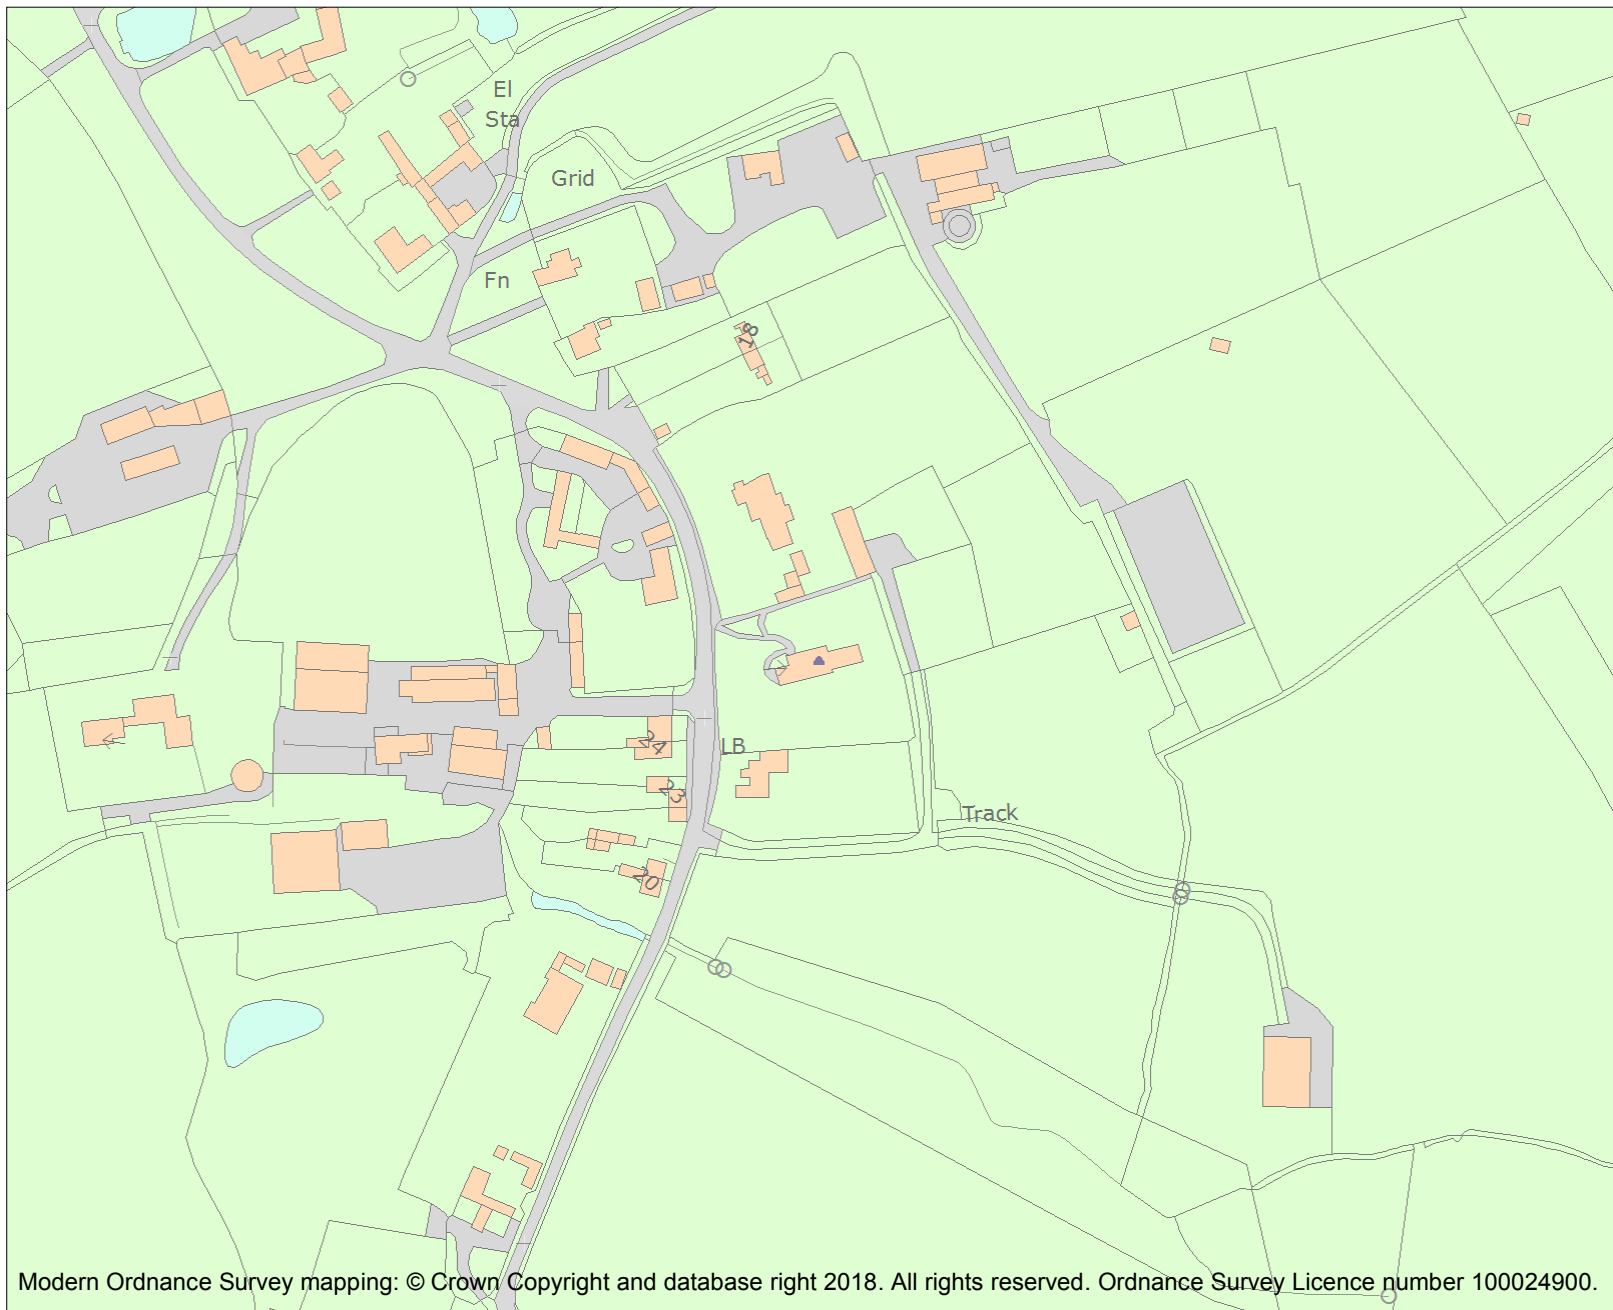 El
Sta
Grid
Fn
18
24
LB
23
Track
20
Modern Ordnance Survey mapping: © Crown Copyright and database right 2018. All rights reserved. Ordnance Survey Licence number 100024900.